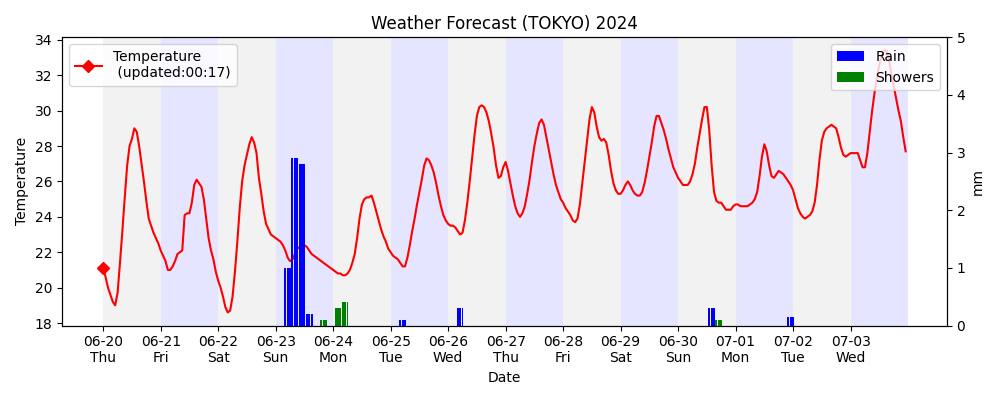 Weather Forecast (TOKYO) 2024
Temperature
(updated:00:17)
Rain
Showers
34
32
30
28
26
24
22
20
18
Temperature
5
4
3
2
1
0
mm
06-20 06-21 06-22 06-23 06-24 06-25 06-26 06-27 06-28 06-29 06-30 07-01 07-02 07-03
Thu Fri Sat Sun Mon Tue Wed Thu Fri Sat Sun Mon Tue Wed
Date